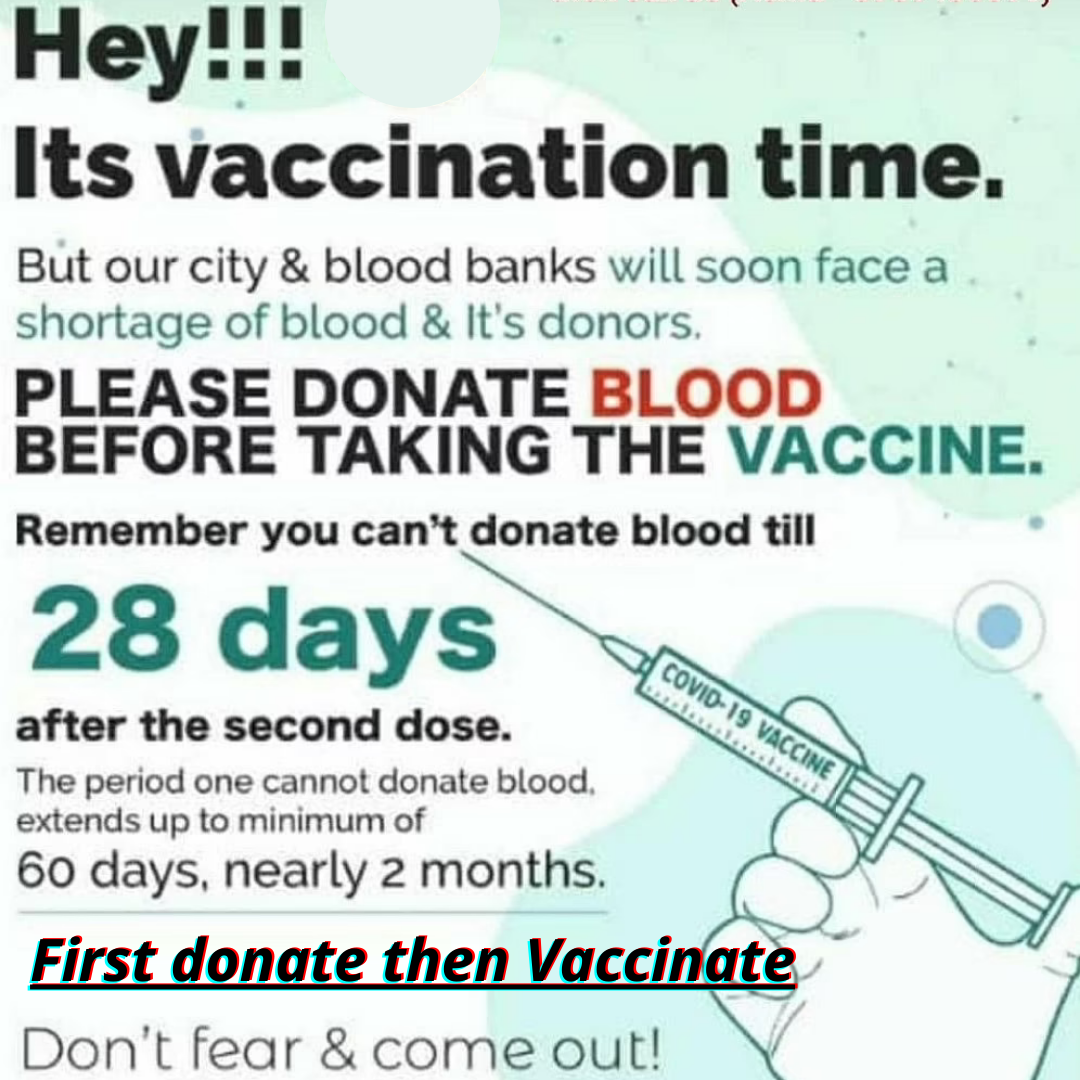 Hey!!!
Its vaccination time.
But our city & blood banks will soon face a
shortage of blood & It's donors.
PLEASE DONATE BLOOD
BEFORE TAKING THE VACCINE.
Remember you can't donate blood till
28 days
COVID-19 VACCINE
after the second dose.
The period one cannot donate blood,
extends up to minimum of
60 days, nearly 2 months.
First donate then Vaccinate
Don't fear & come out!